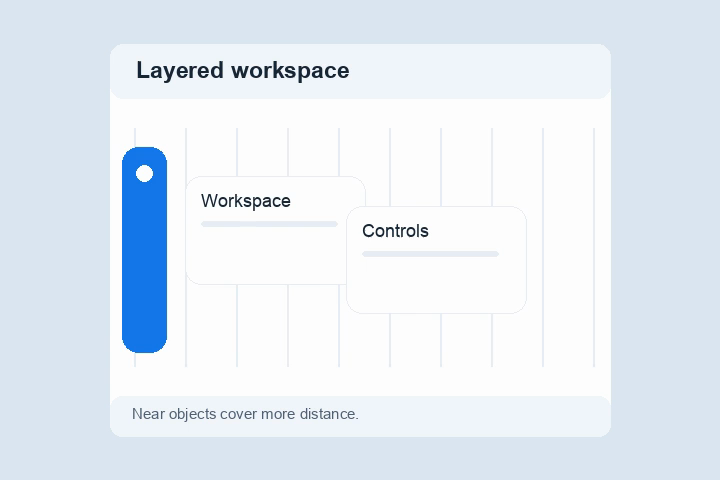 Layered workspace
Workspace
Controls
Near objects cover more distance.